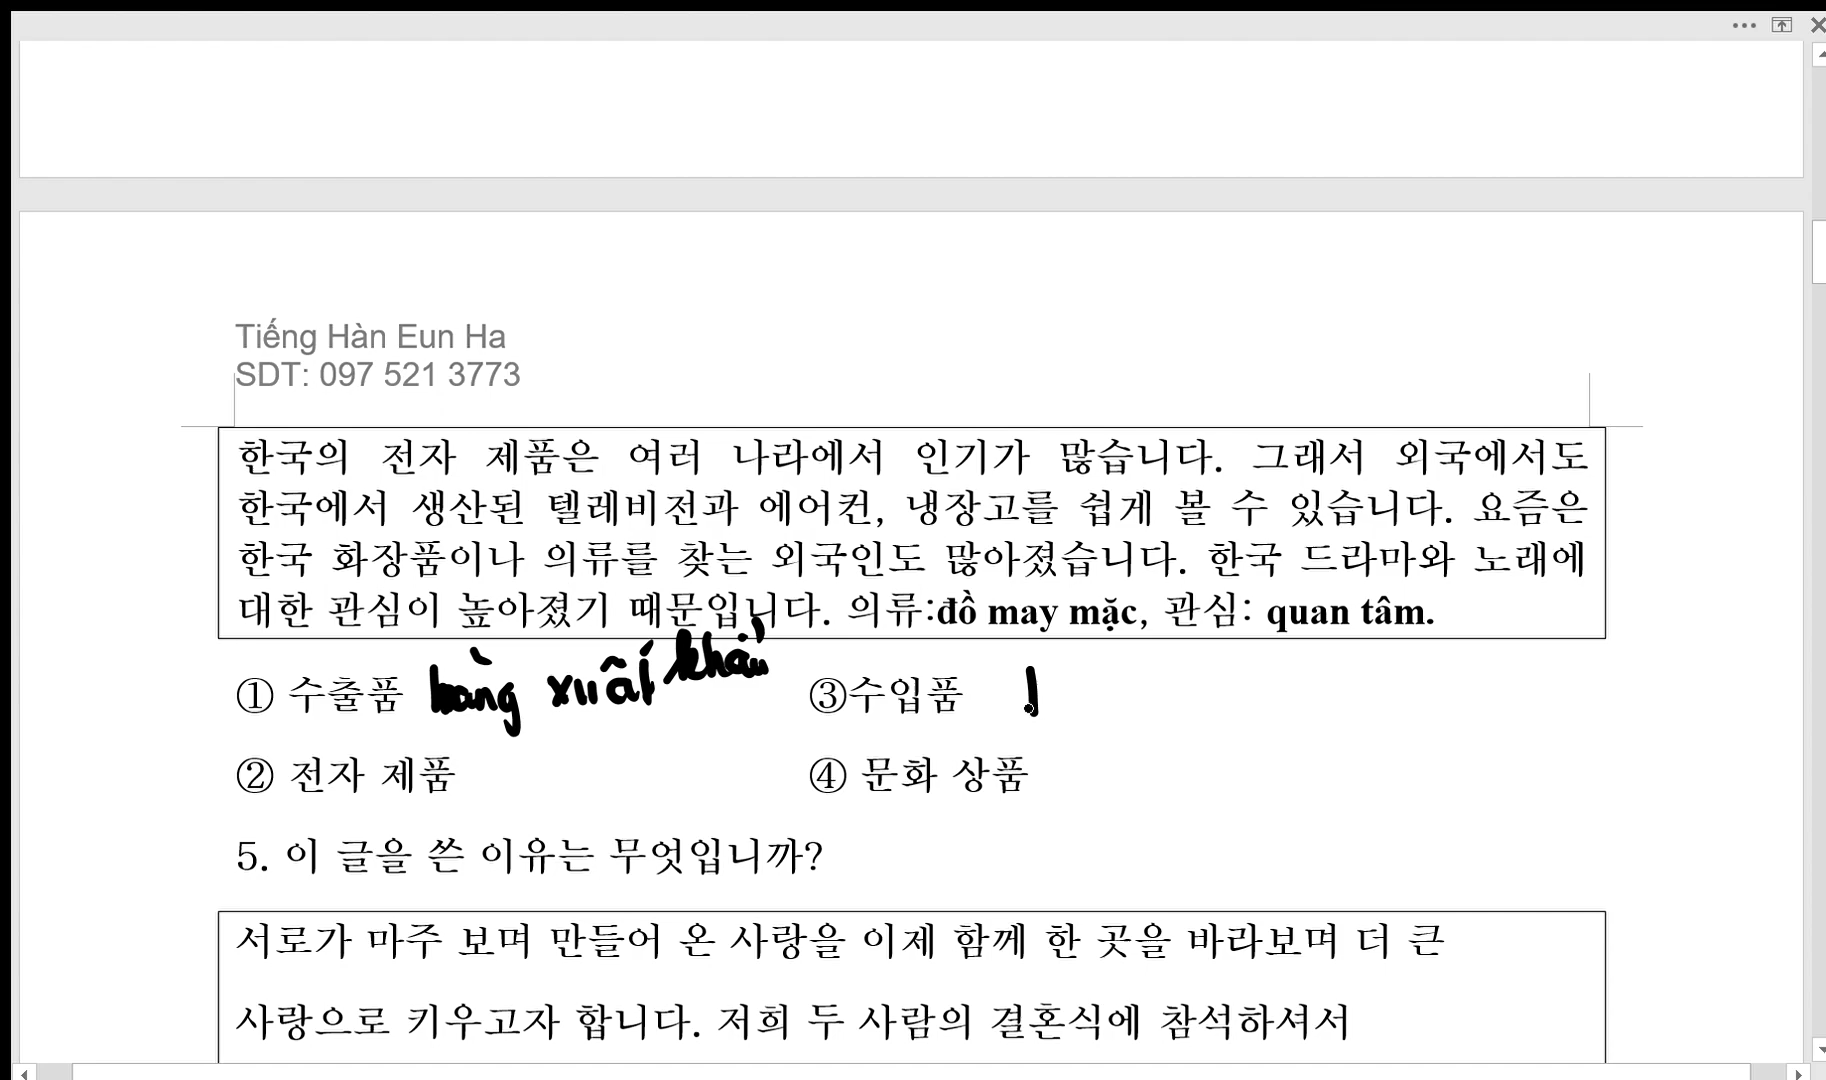 Tiếng Hàn Eun Ha
SDT: 097 521 3773
한국의 전자 제품은 여러 나라에서 인기가 많습니다. 그래서 외국에서도
한국에서 생산된 텔레비전과 에어컨, 냉장고를 쉽게 볼 수 있습니다. 요즘은
한국 화장품이나 의류를 찾는 외국인도 많아졌습니다. 한국 드라마와 노래에
대한 관심이 높아졌기 때문입니다. 의류:đồ may mặc, 관심: quan tâm.
① 수출품 hàng xuất khẩu ③수입품
② 전자 제품 ④ 문화 상품
5. 이 글을 쓴 이유는 무엇입니까?
서로가 마주 보며 만들어 온 사랑을 이제 함께 한 곳을 바라보며 더 큰
사랑으로 키우고자 합니다. 저희 두 사람의 결혼식에 참석하셔서